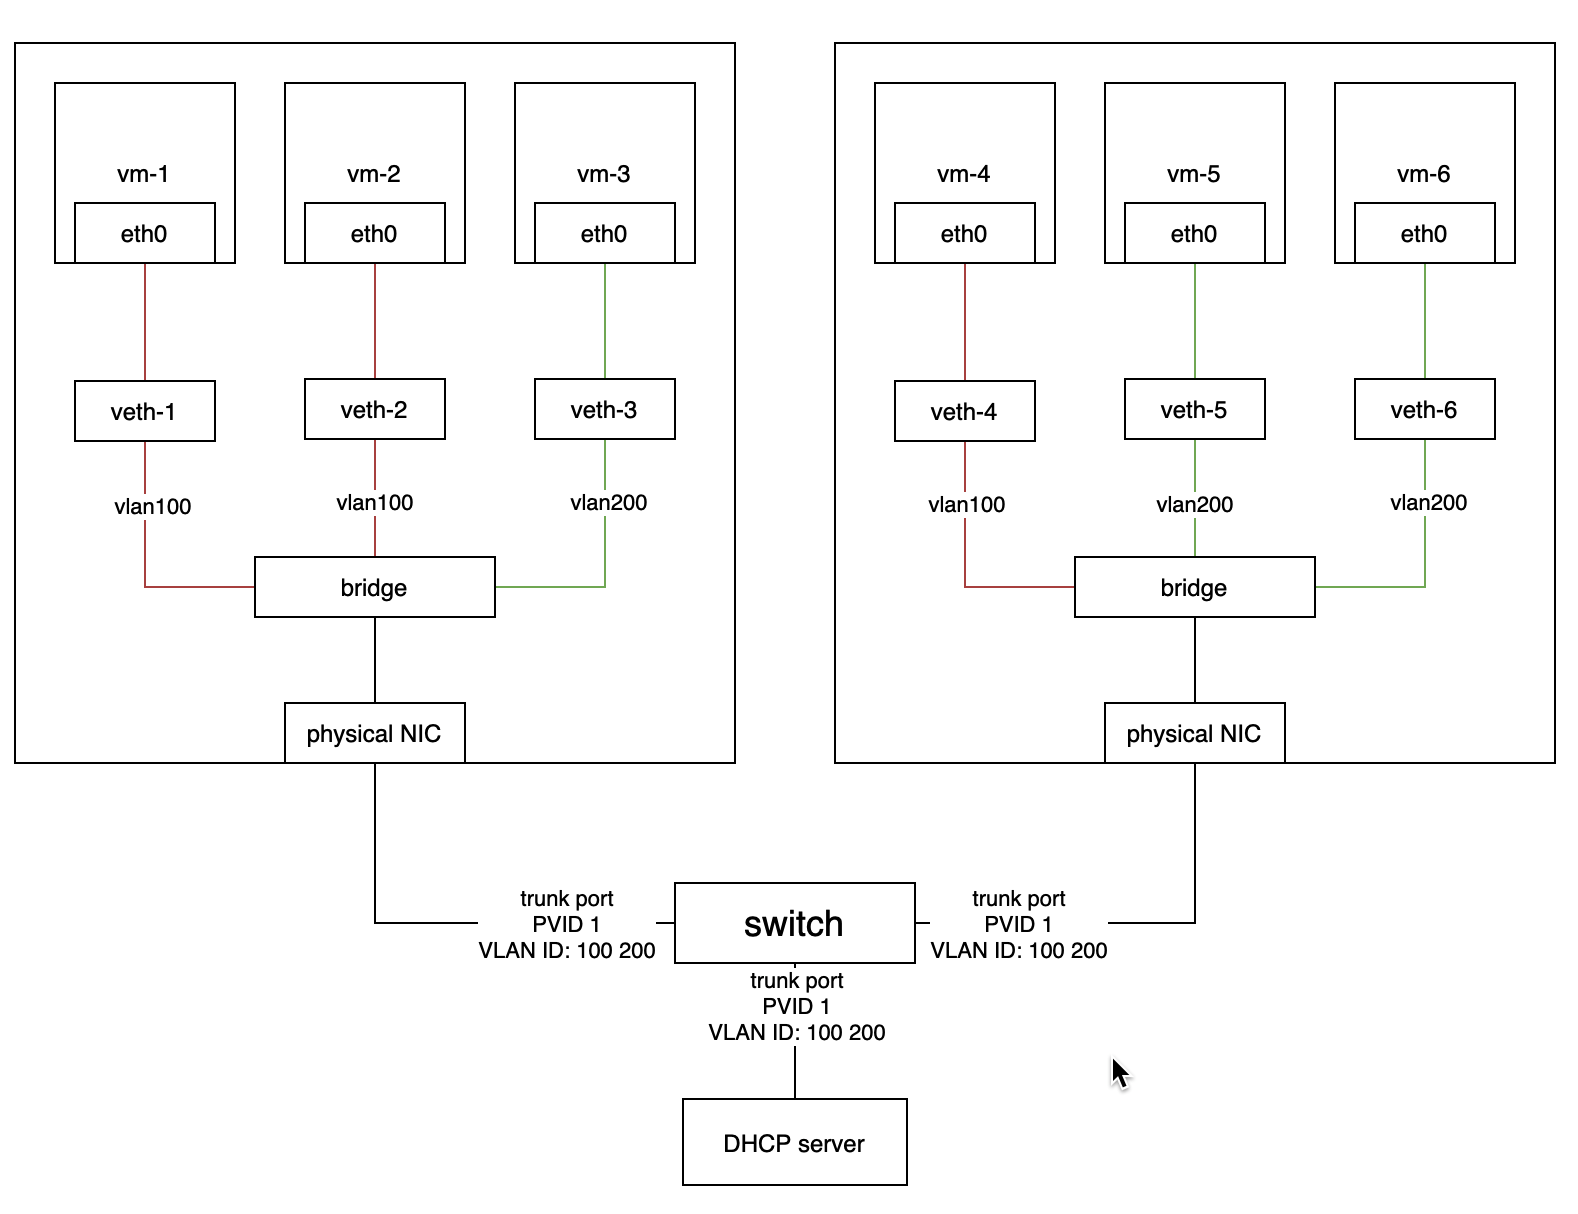 vm-1
vm-2
vm-3
vm-4
vm-5
vm-6
eth0
eth0
eth0
eth0
eth0
eth0
veth-1
veth-2
veth-3
veth-4
veth-5
veth-6
vlan100
vlan100
vlan200
vlan100
vlan200
vlan200
bridge
bridge
physical NIC
physical NIC
trunk port
PVID 1
VLAN ID: 100 200
switch
trunk port
PVID 1
VLAN ID: 100 200
trunk port
PVID 1
VLAN ID: 100 200
DHCP server